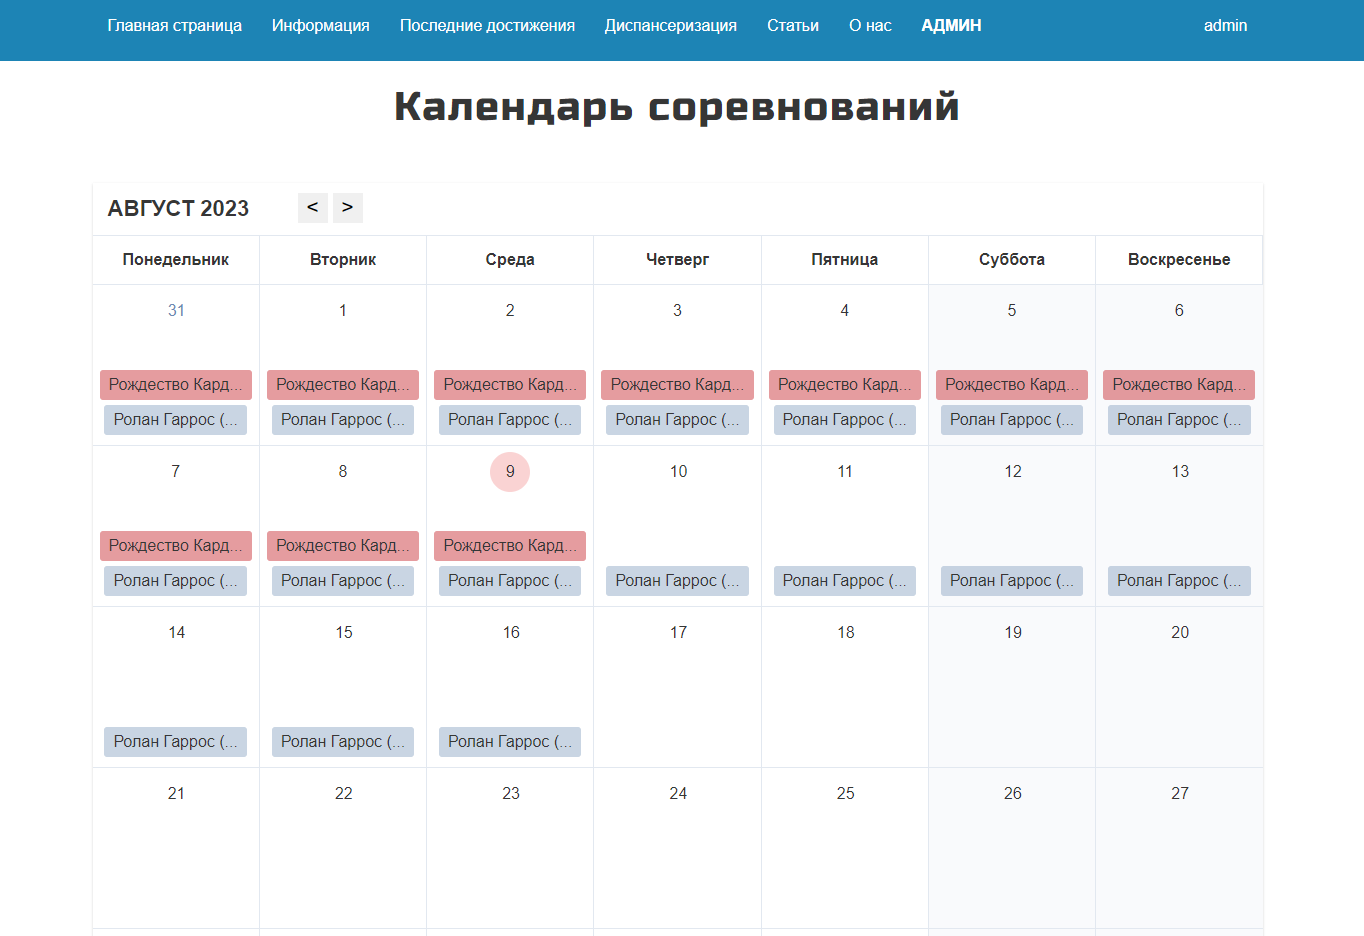 Главная страница Информация Последние достижения Диспансеризация Статьи О нас АДМИН admin
Календарь соревнований
АВГУСТ 2023 < >
Понедельник Вторник Среда Четверг Пятница Суббота Воскресенье
31 1 2 3 4 5 6
Рождество Кард... Рождество Кард... Рождество Кард... Рождество Кард... Рождество Кард... Рождество Кард... Рождество Кард...
Ролан Гаррос (... Ролан Гаррос (... Ролан Гаррос (... Ролан Гаррос (... Ролан Гаррос (... Ролан Гаррос (... Ролан Гаррос (...
7 8 9 10 11 12 13
Рождество Кард... Рождество Кард... Рождество Кард...
Ролан Гаррос (... Ролан Гаррос (... Ролан Гаррос (... Ролан Гаррос (... Ролан Гаррос (... Ролан Гаррос (... Ролан Гаррос (...
14 15 16 17 18 19 20
Ролан Гаррос (... Ролан Гаррос (... Ролан Гаррос (...
21 22 23 24 25 26 27